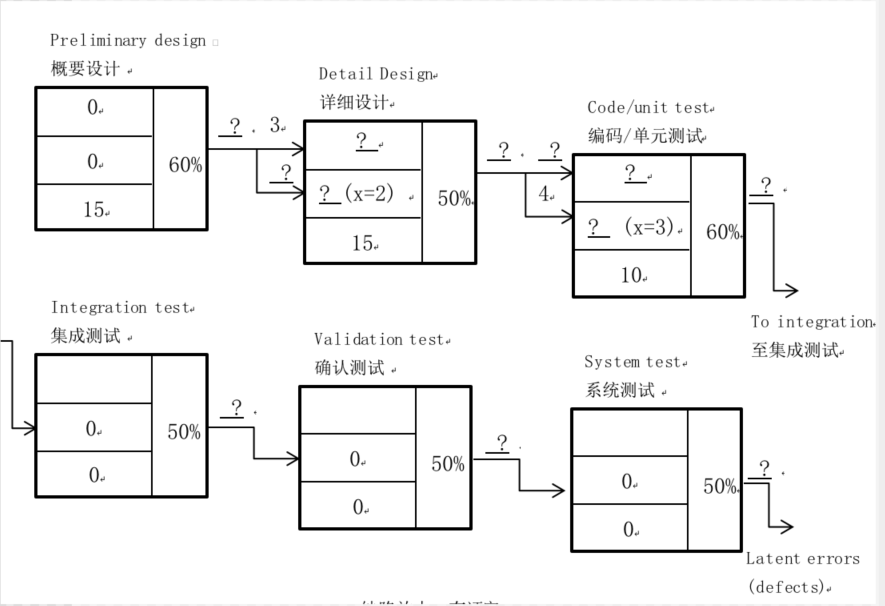 Preliminary design
概要设计
0
0
15
60%
? . 3
?
Detail Design
详细设计
?
? (x=2)
15
50%
? . ?
4
Code/unit test
编码/单元测试
?
? (x=3)
10
60%
?
To integration
至集成测试
Integration test
集成测试
0
0
50%
?
Validation test
确认测试
0
0
50%
?
System test
系统测试
0
0
50%
?
Latent errors
(defects)